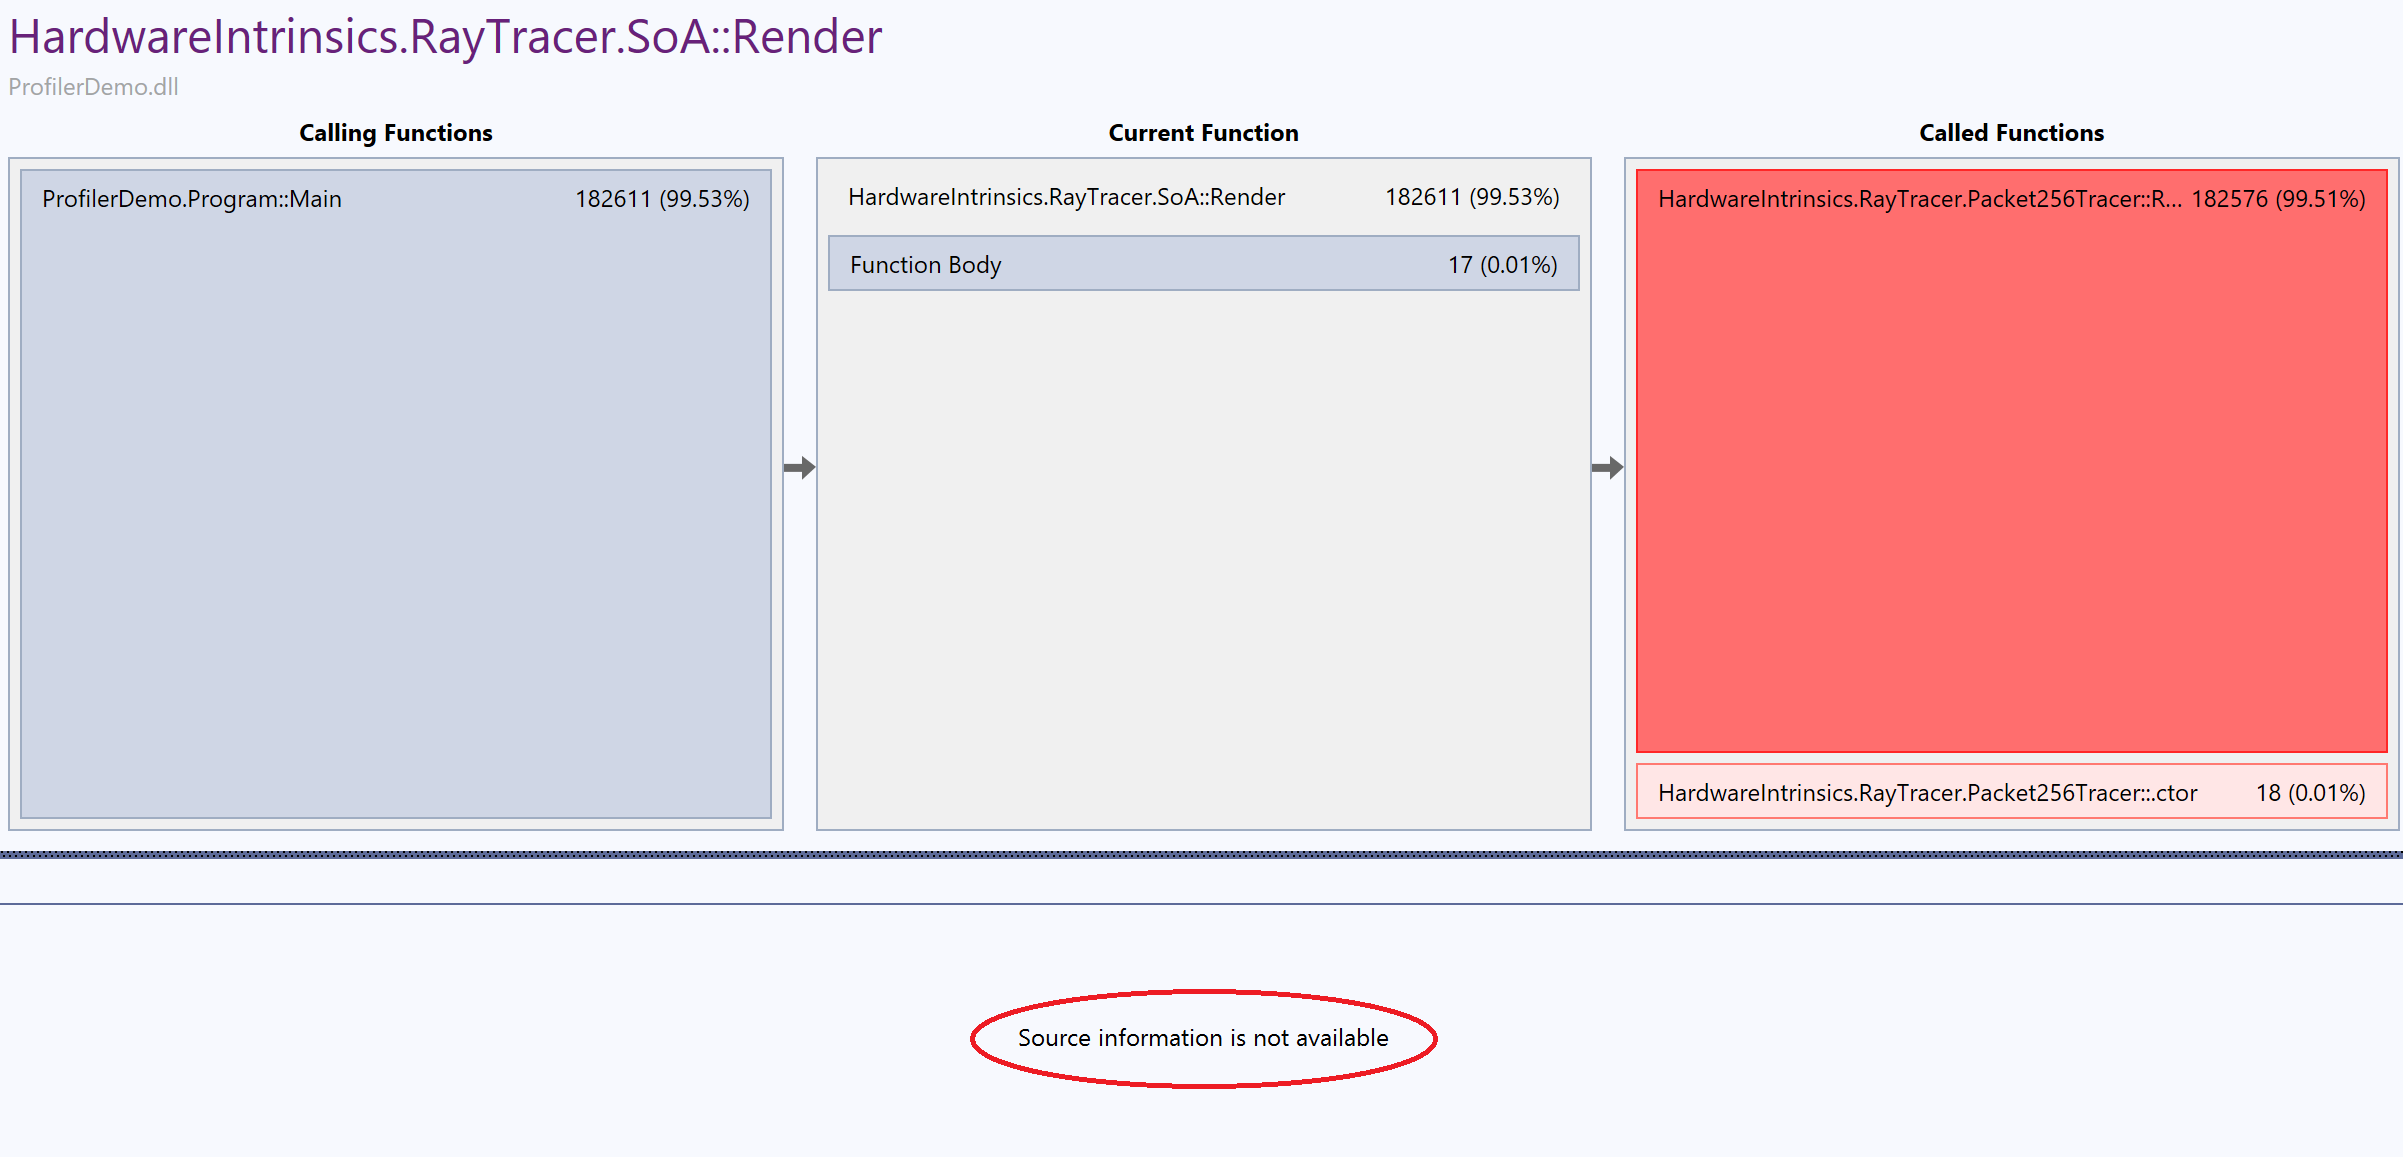 HardwareIntrinsics.RayTracer.SoA::Render
ProfilerDemo.dll
Calling Functions
Current Function
Called Functions
ProfilerDemo.Program::Main 182611 (99.53%)
HardwareIntrinsics.RayTracer.SoA::Render 182611 (99.53%)
Function Body 17 (0.01%)
HardwareIntrinsics.RayTracer.Packet256Tracer::R... 182576 (99.51%)
HardwareIntrinsics.RayTracer.Packet256Tracer::.ctor 18 (0.01%)
Source information is not available